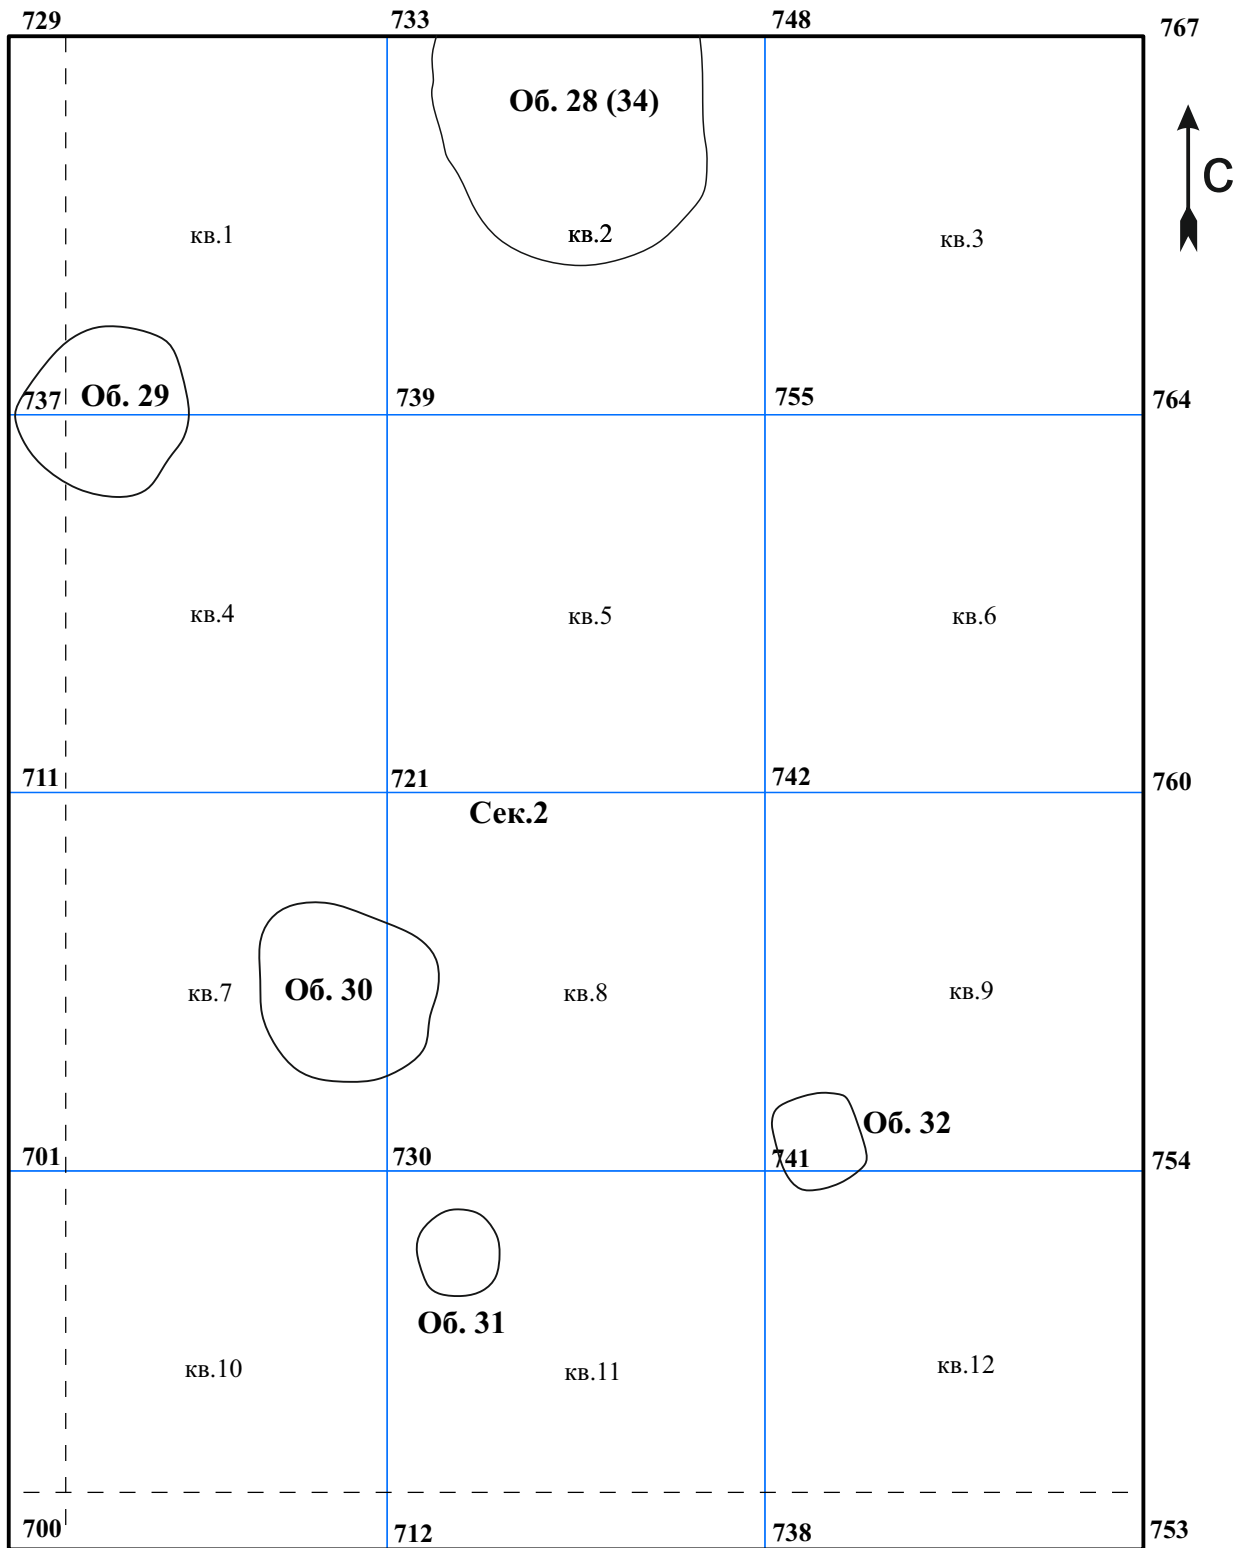 729 733 748 767
Об. 28 (34)
С
кв.1 кв.2 кв.3
737 Об. 29 739 755 764
кв.4 кв.5 кв.6
711 721 742 760
Сек.2
кв.7 Об. 30 кв.8 кв.9
Об. 32
701 730 741 754
Об. 31
кв.10 кв.11 кв.12
700 712 738 753